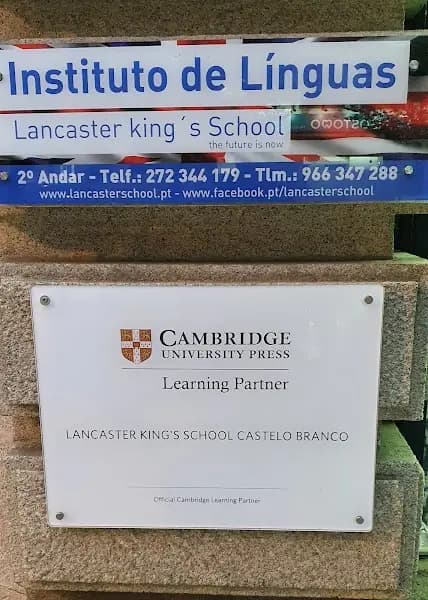 Instituto de Línguas
Lancaster king´s School
the future is now
2º Andar - Telf.: 272 344 179 - Tlm.: 966 347 288
www.lancasterschool.pt - www.facebook.pt/lancasterschool
CAMBRIDGE
UNIVERSITY PRESS
Learning Partner
LANCASTER KING'S SCHOOL CASTELO BRANCO
Official Cambridge Learning Partner